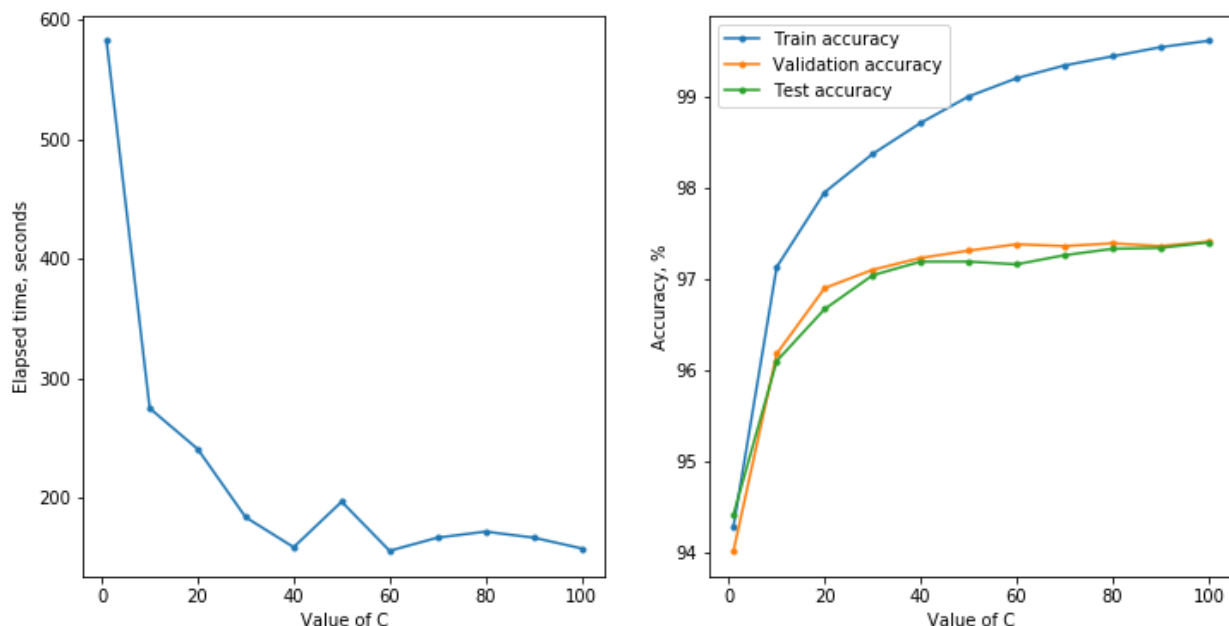 600
500
400
300
200
Elapsed time, seconds
0 20 40 60 80 100
Value of C
Train accuracy
Validation accuracy
Test accuracy
99
98
97
96
95
94
Accuracy, %
0 20 40 60 80 100
Value of C